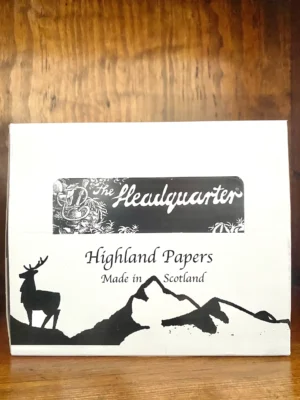 The Headquarter
Highland Papers
Made in Scotland